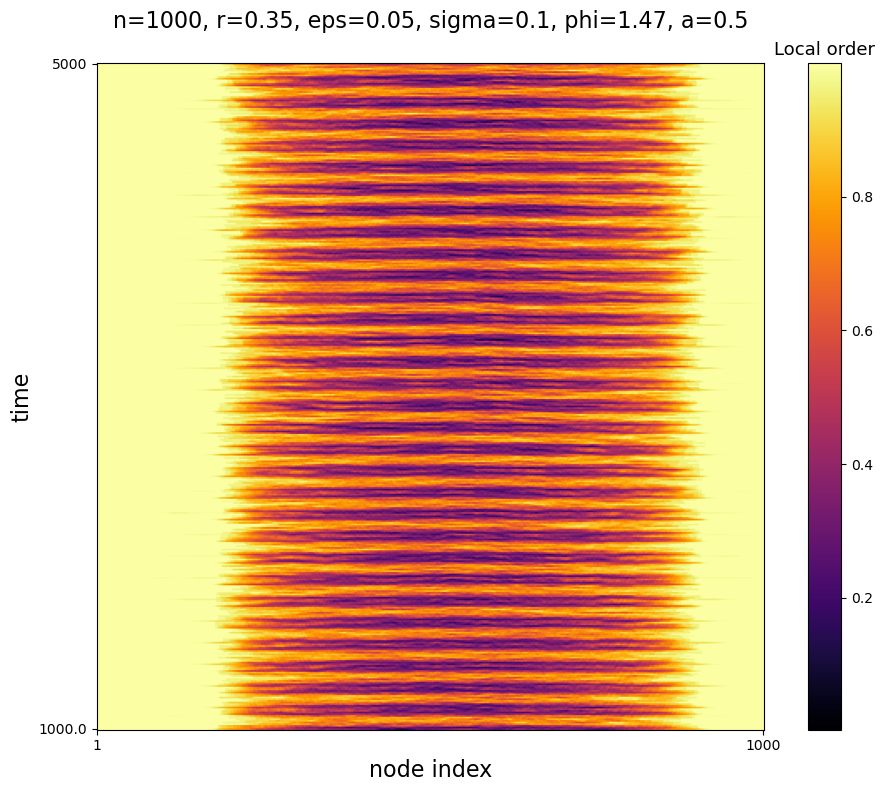 n=1000, r=0.35, eps=0.05, sigma=0.1, phi=1.47, a=0.5
Local order
5000
time
1000.0
1
1000
node index
0.8
0.6
0.4
0.2